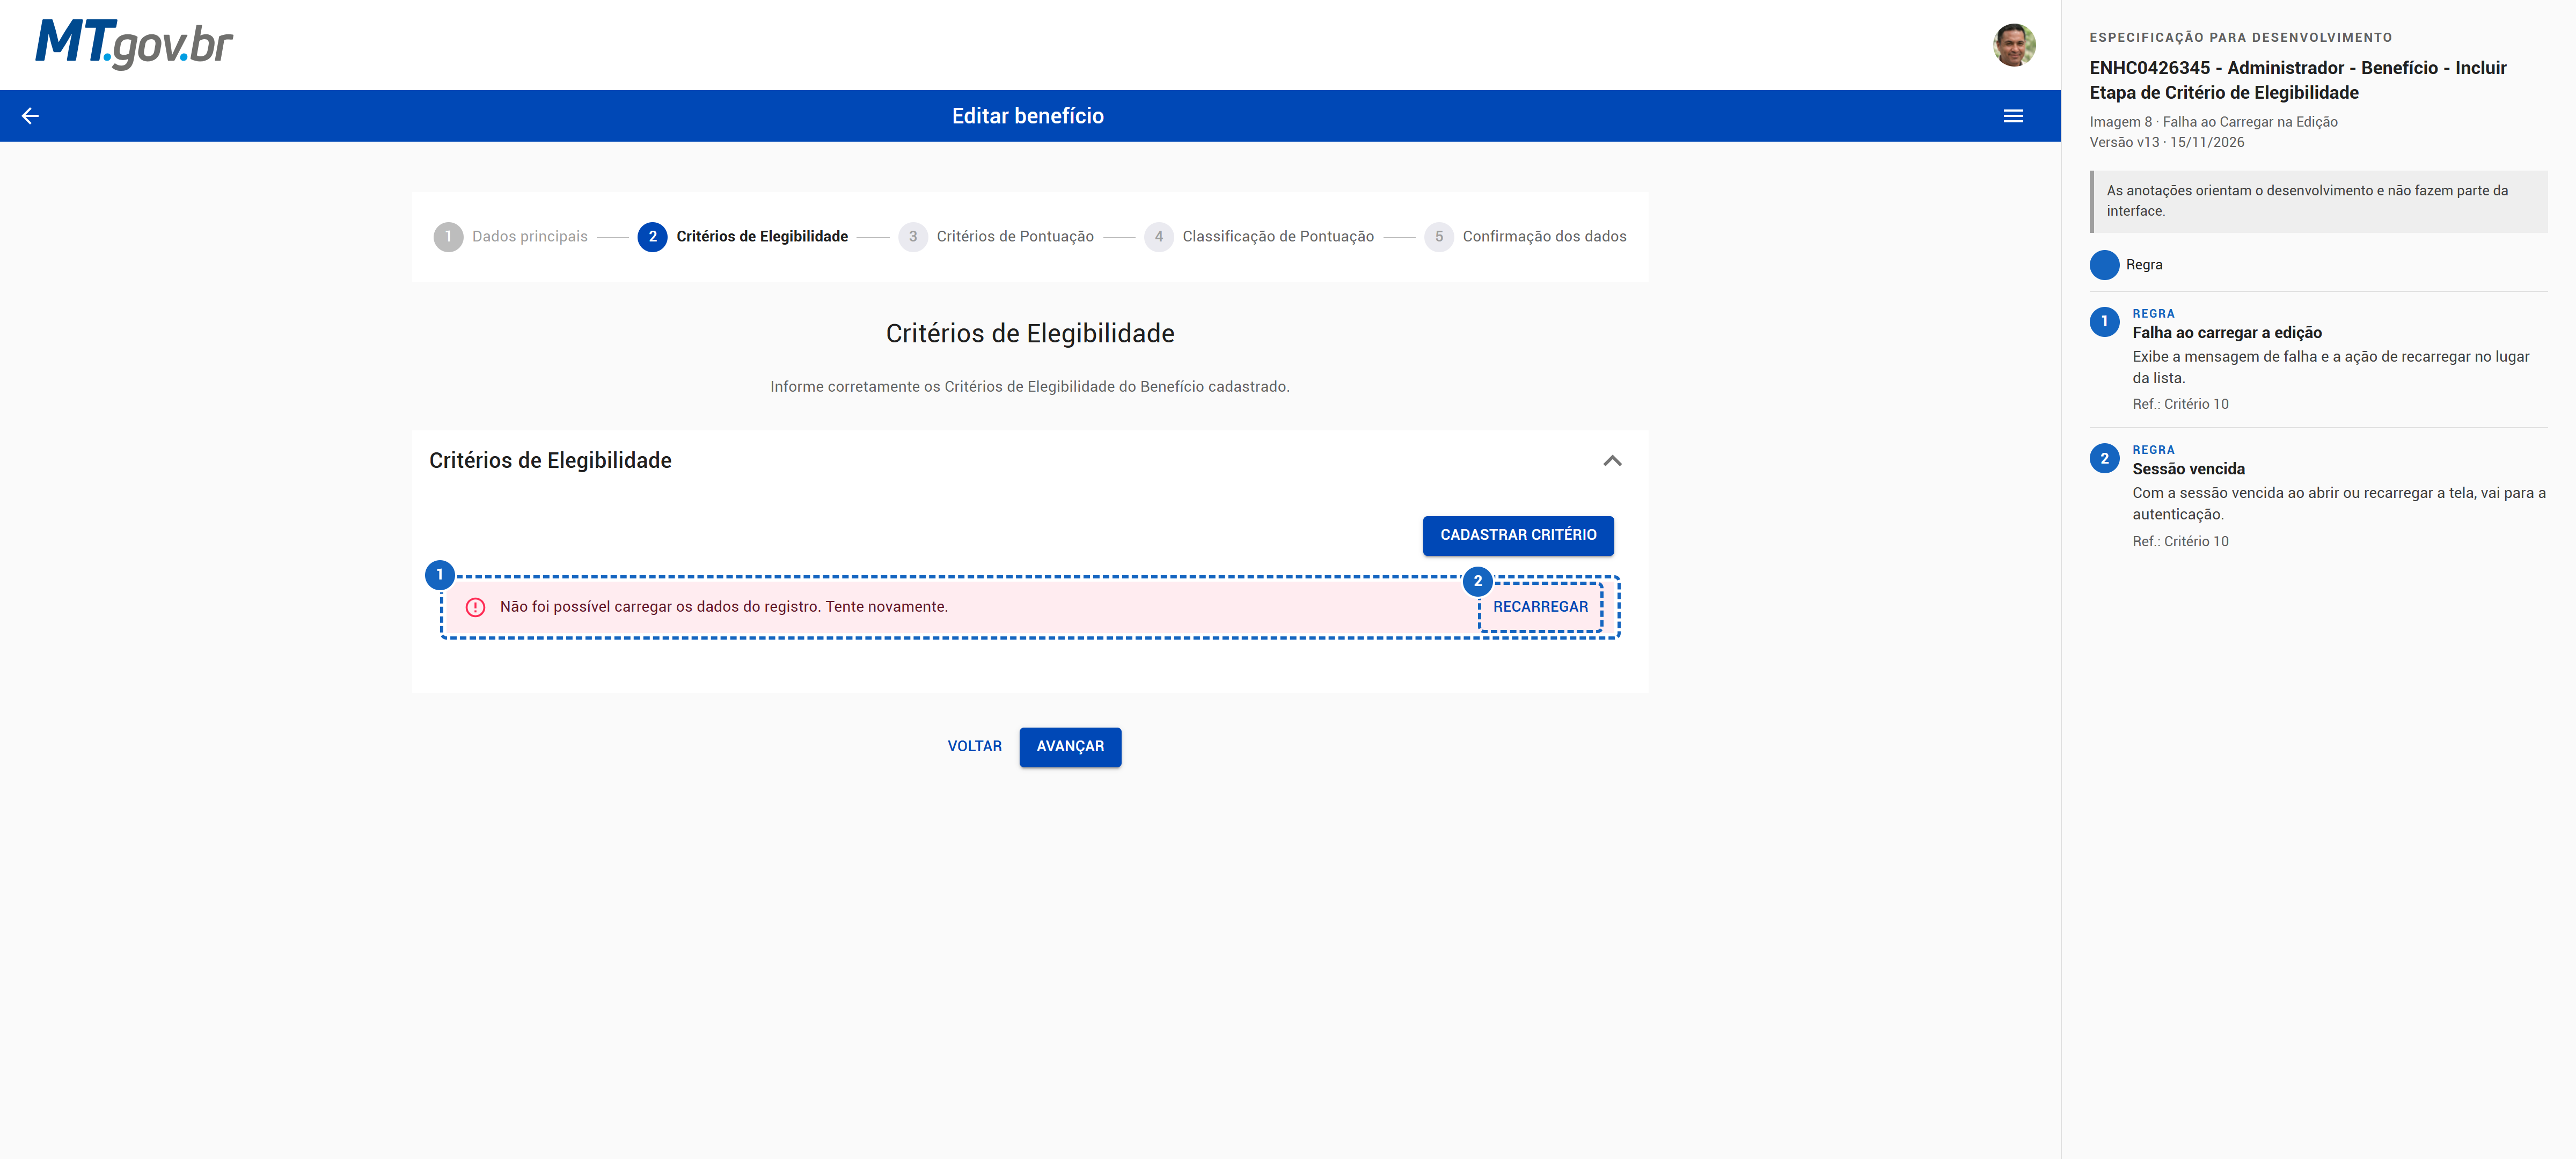 MT.gov.br
Editar benefício
1 Dados principais
2 Critérios de Elegibilidade
3 Critérios de Pontuação
4 Classificação de Pontuação
5 Confirmação dos dados
Critérios de Elegibilidade
Informe corretamente os Critérios de Elegibilidade do Benefício cadastrado.
Critérios de Elegibilidade
CADASTRAR CRITÉRIO
1
Não foi possível carregar os dados do registro. Tente novamente.
2
RECARREGAR
VOLTAR
AVANÇAR
ESPECIFICAÇÃO PARA DESENVOLVIMENTO
ENHC0426345 - Administrador - Benefício - Incluir
Etapa de Critério de Elegibilidade
Imagem 8 · Falha ao Carregar na Edição
Versão v13 · 15/11/2026
As anotações orientam o desenvolvimento e não fazem parte da
interface.
Regra
1
REGRA
Falha ao carregar a edição
Exibe a mensagem de falha e a ação de recarregar no lugar
da lista.
Ref.: Critério 10
2
REGRA
Sessão vencida
Com a sessão vencida ao abrir ou recarregar a tela, vai para a
autenticação.
Ref.: Critério 10